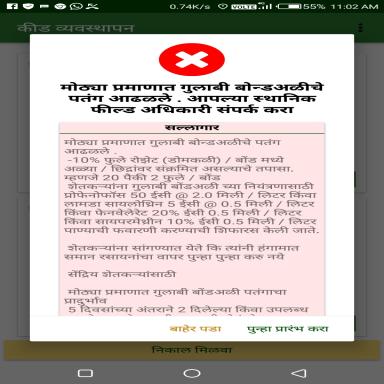 0.74K/s VOLTE 4G 55% 11:02 AM
कीड व्यवस्थापन
मोठ्या प्रमाणात गुलाबी बोन्डअळीचे
पतंग आढळले . आपल्या स्थानिक
फील्ड अधिकारी संपर्क करा
सल्लागार
मोठ्या प्रमाणात गुलाबी बोन्डअळीचे पतंग
आढळले .
-10% फुले रोझेट (डोमकळी) / बोंड मध्ये
अळ्या / छिद्रांवर संक्रमित असल्याचे तपासा.
म्हणजे 20 पैकी 2 फुले / बोंड
शेतकऱ्यांना गुलाबी बोंडअळी च्या नियंत्रणासाठी
प्रोफेनोफॉस 50 ईसी @ 2.0 मिली / लिटर किंवा
लामडा सायलोथ्रिन 5 ईसी @ 0.5 मिली / लिटर
किंवा फेनवेलेरेट 20% ईसी 0.5 मिली / लिटर
किंवा सायपरमेथ्रीन 10% ईसी 0.5 मिली / लिटर
पाण्याची फवारणी करण्याची शिफारस केली जाते.
शेतकऱ्यांना सांगण्यात येते कि त्यांनी हंगामात
समान रसायनांचा वापर पुन्हा पुन्हा करु नये
सेंद्रिय शेतकऱ्यांसाठी
मोठ्या प्रमाणात गुलाबी बोंडअळी पतंगाचा
प्रादुर्भाव
5 दिवसांच्या अंतराने 2 दिलेल्या किंवा उपलब्ध
बाहेर पडा पुन्हा प्रारंभ करा
निकाल मिळवा